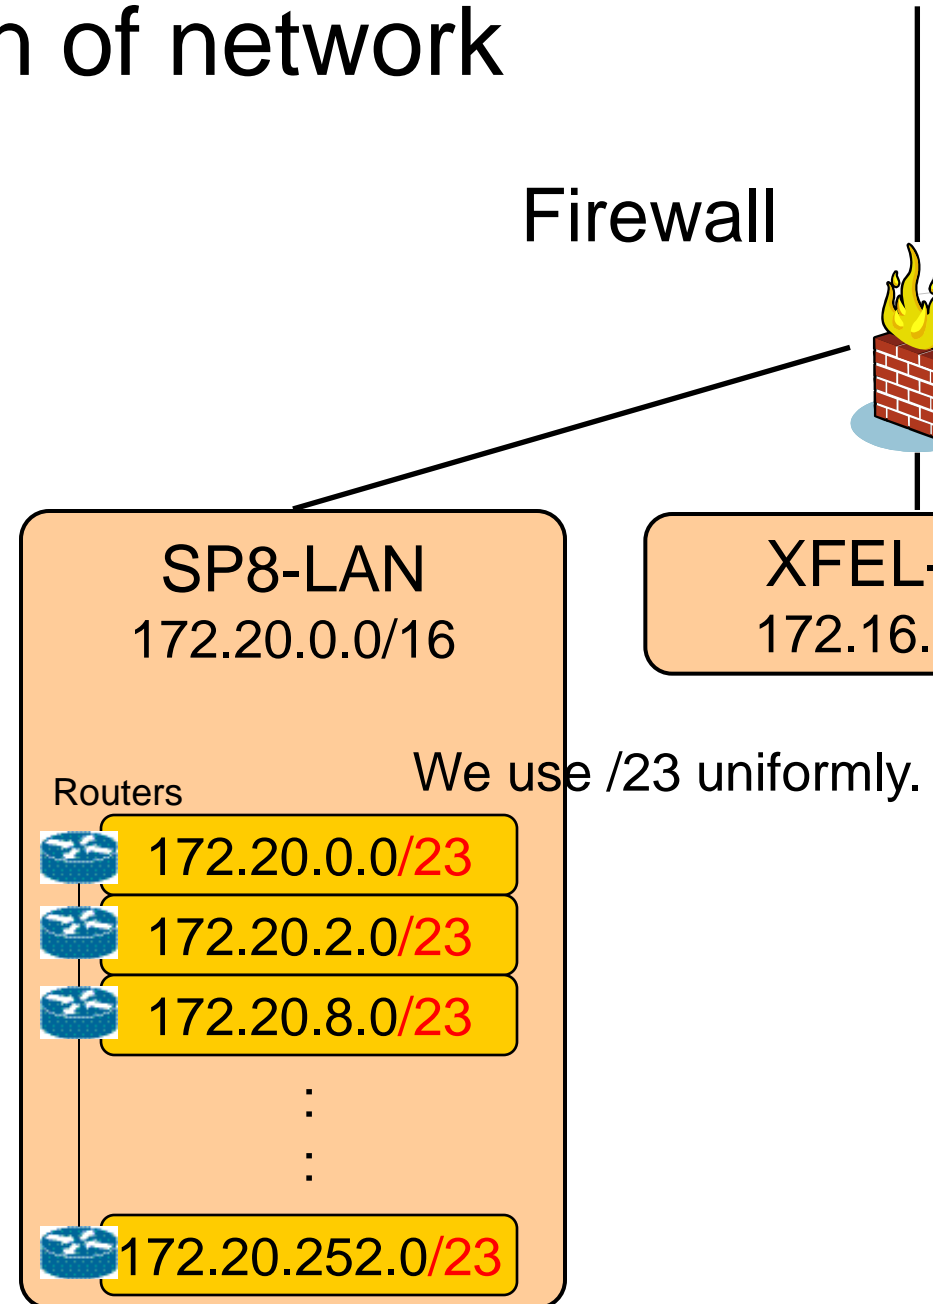 n of network
Firewall
SP8-LAN
172.20.0.0/16
XFEL-
172.16.
We use /23 uniformly.
Routers
172.20.0.0/23
172.20.2.0/23
172.20.8.0/23
:
:
172.20.252.0/23